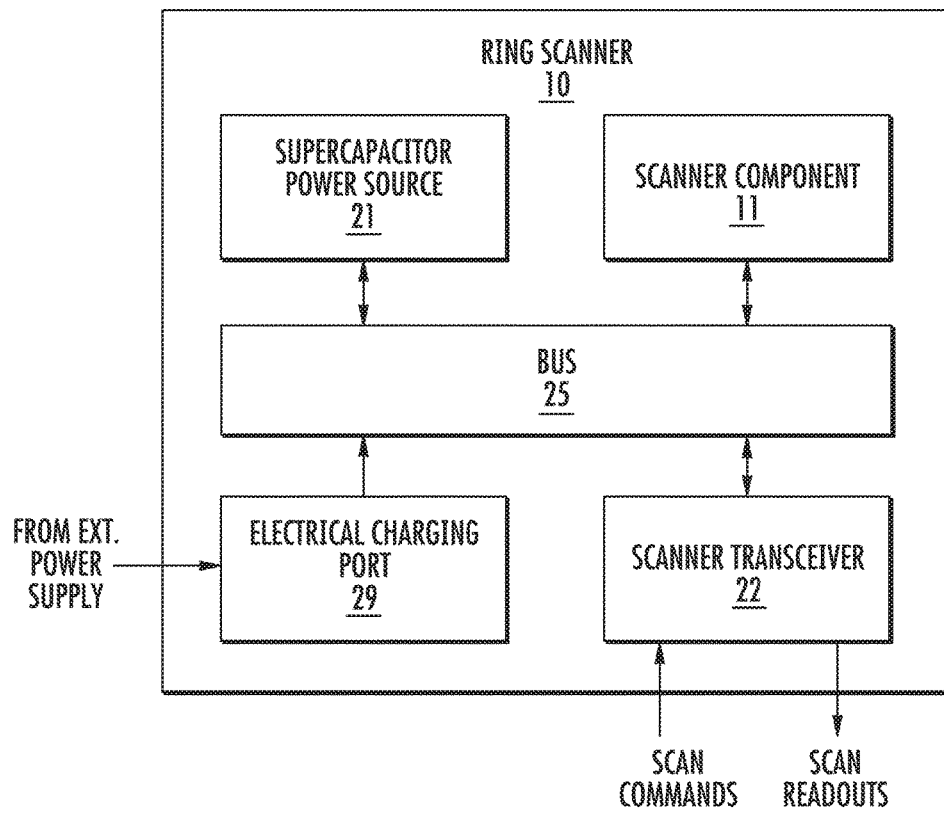 RING SCANNER
10
SUPERCAPACITOR
POWER SOURCE
21
SCANNER COMPONENT
11
BUS
25
FROM EXT.
POWER
SUPPLY
ELECTRICAL CHARGING
PORT
29
SCANNER TRANSCEIVER
22
SCAN
COMMANDS
SCAN
READOUTS